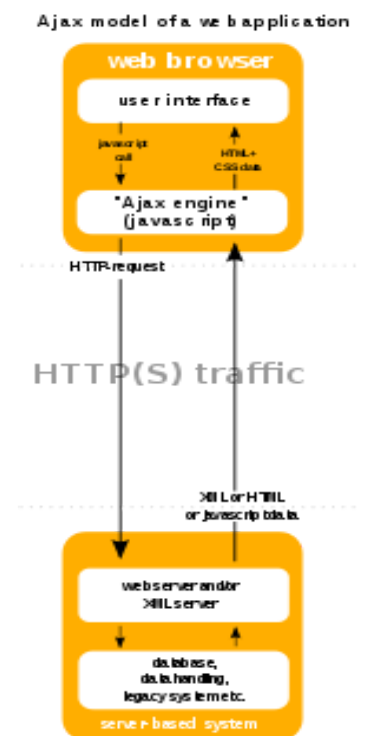 Ajax model of a web application
web browser
user interface
javascript
call
HTML+
CSS data
"Ajax engine"
(javascript)
HTTP-request
HTTP(S) traffic
XML or HTML
or javascript data
web server and/or
XML server
database,
data handling,
legacy system etc.
server-based system